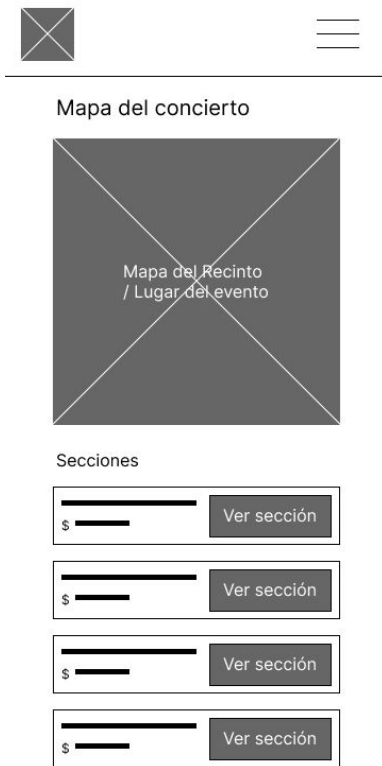 Mapa del concierto
Mapa del Recinto
/ Lugar del evento
Secciones
$
Ver sección
$
Ver sección
$
Ver sección
$
Ver sección